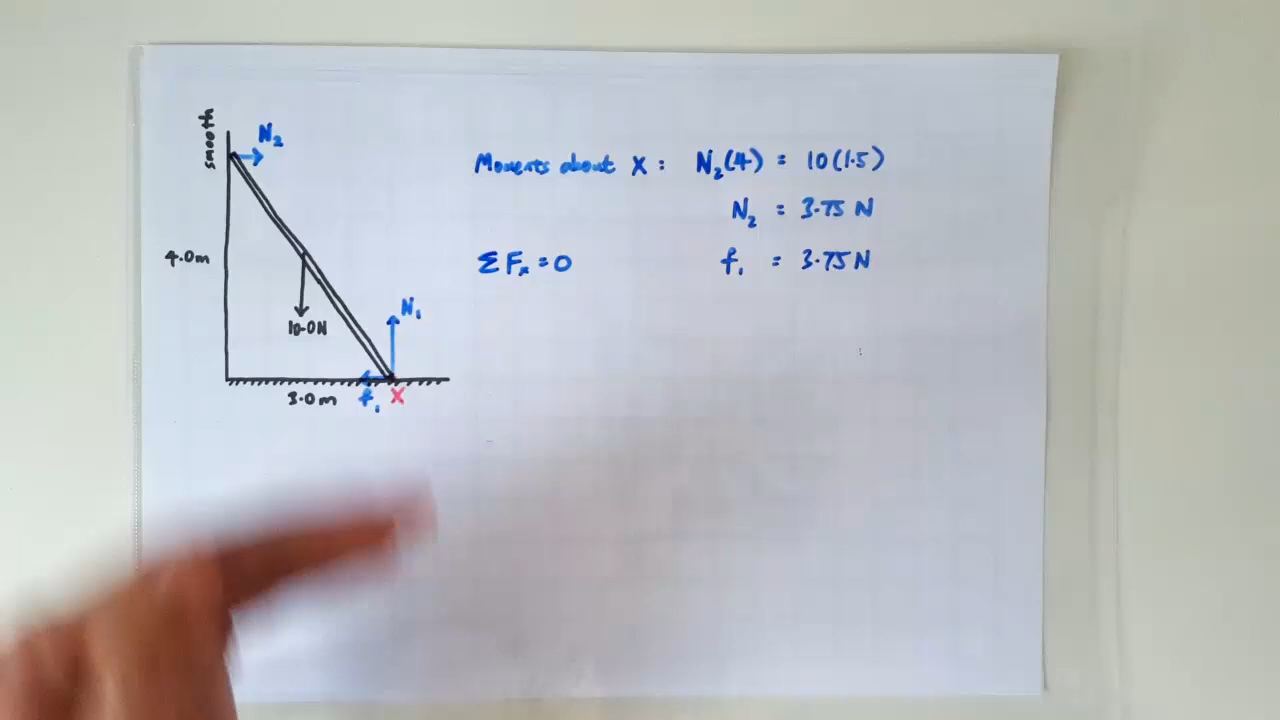 smooth
N₂
4.0m
10.0N
N₁
3.0m
f₁
X
Moments about X : N₂(4) = 10(1.5)
N₂ = 3.75 N
ΣFₓ = 0 f₁ = 3.75N